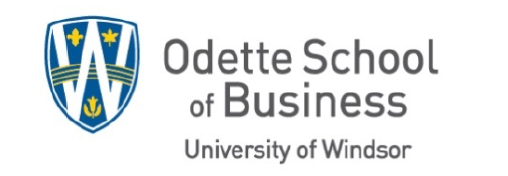 Odette School
of Business
University of Windsor